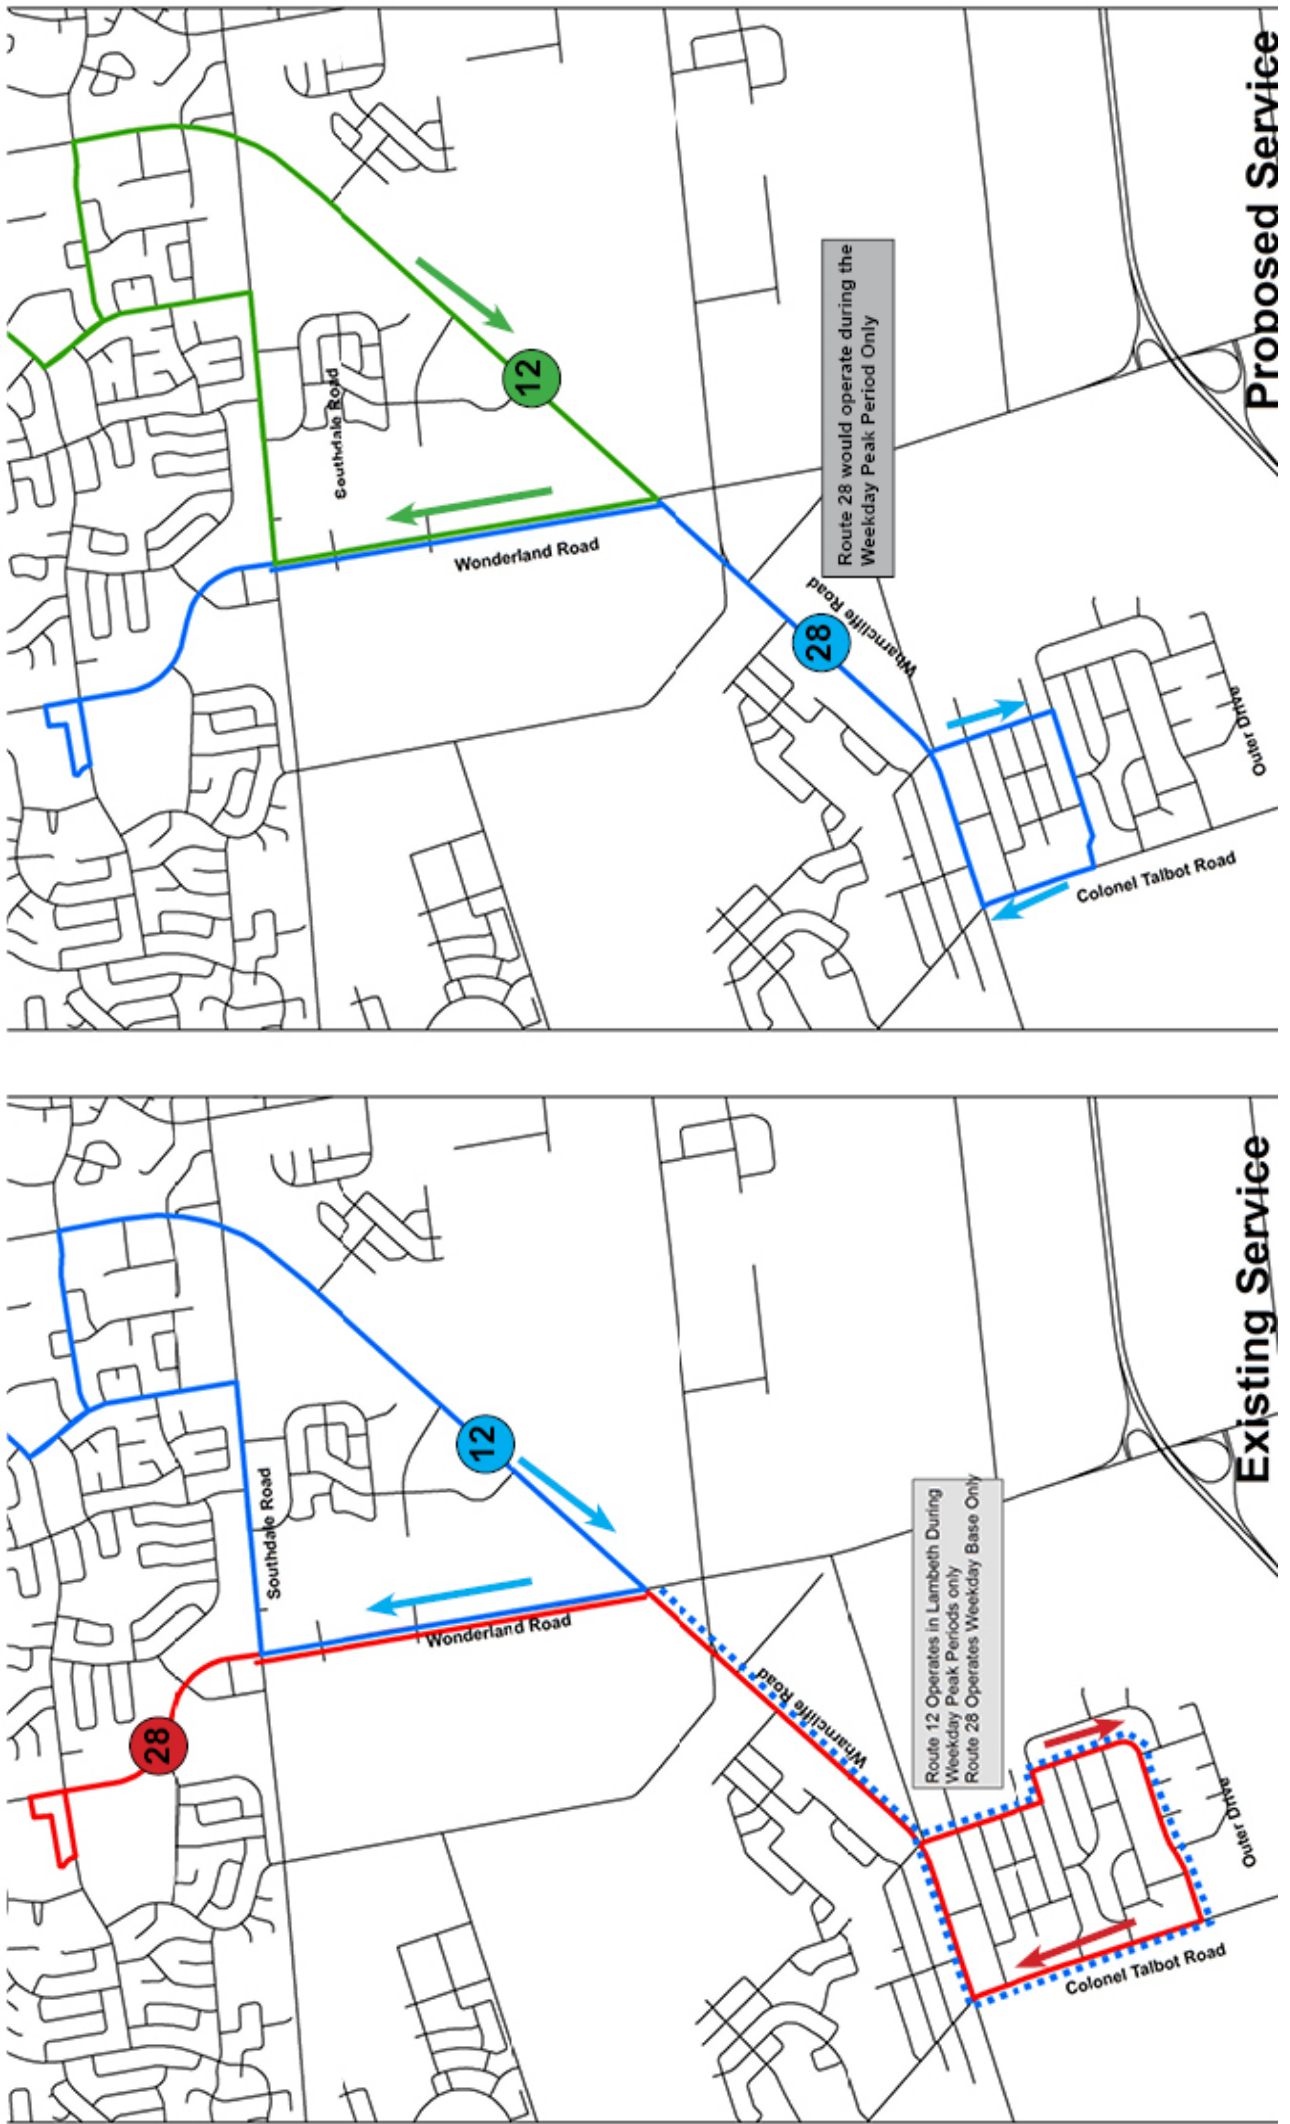 Existing Service
28
12
Southdale Road
Wonderland Road
Wharncliffe Road
Route 12 Operates in Lambeth During
Weekday Peak Periods only
Route 28 Operates Weekday Base Only
Outer Drive
Colonel Talbot Road
Proposed Service
12
Southdale Road
Wonderland Road
Route 28 would operate during the
Weekday Peak Period Only
28
Wharncliffe Road
Outer Drive
Colonel Talbot Road